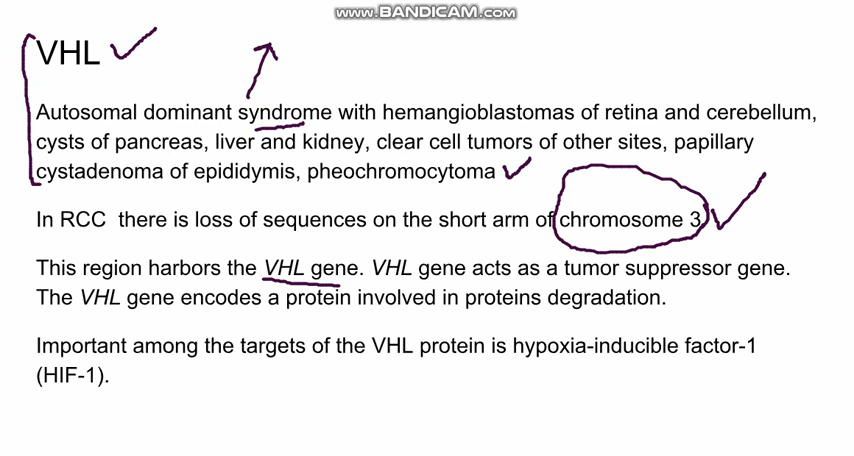 www.BANDICAM.com
VHL
Autosomal dominant syndrome with hemangioblastomas of retina and cerebellum,
cysts of pancreas, liver and kidney, clear cell tumors of other sites, papillary
cystadenoma of epididymis, pheochromocytoma
In RCC there is loss of sequences on the short arm of chromosome 3
This region harbors the VHL gene. VHL gene acts as a tumor suppressor gene.
The VHL gene encodes a protein involved in proteins degradation.
Important among the targets of the VHL protein is hypoxia-inducible factor-1
(HIF-1).